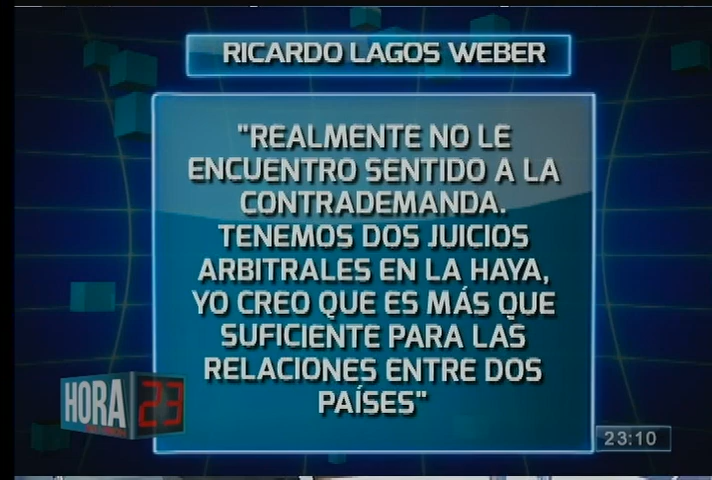 RICARDO LAGOS WEBER
"REALMENTE NO LE
ENCUENTRO SENTIDO A LA
CONTRADEMANDA.
TENEMOS DOS JUICIOS
ARBITRALES EN LA HAYA,
YO CREO QUE ES MÁS QUE
SUFICIENTE PARA LAS
RELACIONES ENTRE DOS
PAÍSES"
HORA 23
23:10